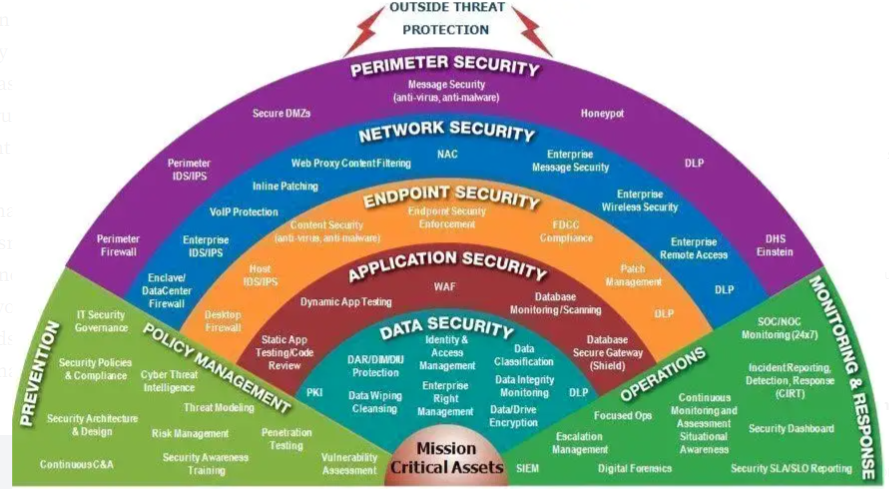 OUTSIDE THREAT
PROTECTION
PERIMETER SECURITY
Message Security
(anti-virus, anti-malware)
Secure DMZs
Honeypot
Perimeter
IDS/IPS
DLP
Perimeter
Firewall
DHS
Einstein
NETWORK SECURITY
NAC
Web Proxy Content Filtering
Enterprise
Message Security
Inline Patching
VoIP Protection
Enterprise
Wireless Security
Enterprise
IDS/IPS
Enterprise
Remote Access
Enclave/
DataCenter
Firewall
DLP
ENDPOINT SECURITY
Endpoint Security
Enforcement
Content Security
(anti-virus, anti-malware)
FDCC
Compliance
Host
IDS/IPS
Patch
Management
Desktop
Firewall
DLP
APPLICATION SECURITY
WAF
Dynamic App Testing
Database
Monitoring/Scanning
Static App
Testing/Code
Review
Database
Secure Gateway
(Shield)
DATA SECURITY
Identity &
Access
Management
DAR/DIM/DIU
Protection
Data
Classification
PKI
Data Wiping
Cleansing
Enterprise
Right
Management
Data Integrity
Monitoring
DLP
Data/Drive
Encryption
Mission
Critical Assets
PREVENTION
POLICY MANAGEMENT
IT Security
Governance
Security Policies
& Compliance
Cyber Threat
Intelligence
Threat Modeling
Security Architecture
& Design
Risk Management
Penetration
Testing
Continuous C&A
Security Awareness
Training
Vulnerability
Assessment
OPERATIONS
MONITORING & RESPONSE
SOC/NOC
Monitoring (24x7)
Incident Reporting,
Detection, Response
(CIRT)
Focused Ops
Continuous
Monitoring and
Assessment
Situational
Awareness
Security Dashboard
Escalation
Management
SIEM
Digital Forensics
Security SLA/SLO Reporting